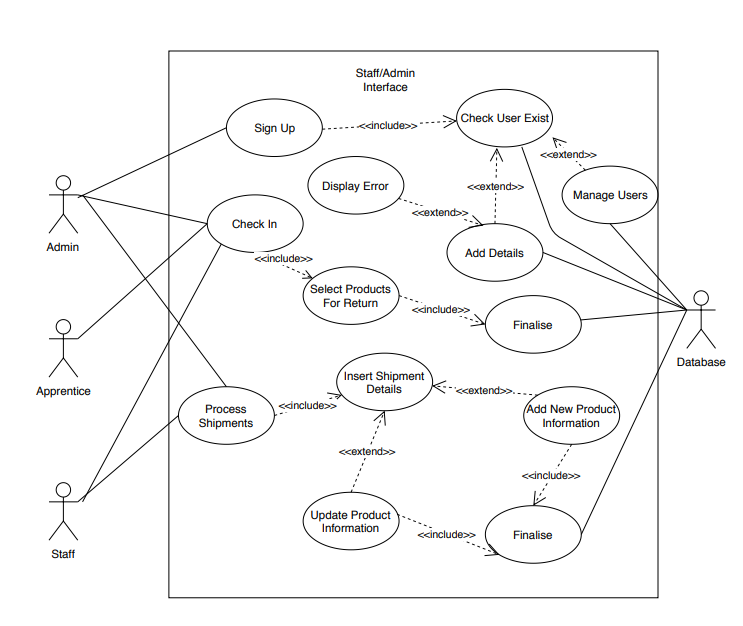 Staff/Admin
Interface
Sign Up
<<include>>
Check User Exist
<<extend>>
Display Error
<<extend>>
Manage Users
<<extend>>
Admin
Check In
Add Details
<<include>>
Select Products
For Return
<<include>>
Finalise
Database
Apprentice
Insert Shipment
Details
<<extend>>
Process
Shipments
<<include>>
Add New Product
Information
<<extend>>
<<include>>
Update Product
Information
<<include>>
Finalise
Staff